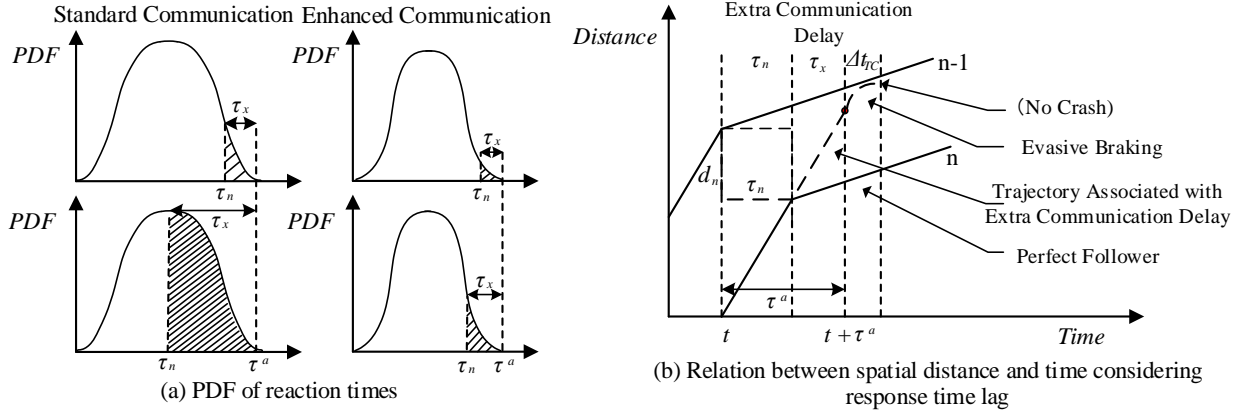 Standard Communication
Enhanced Communication
PDF
τx
τn
PDF
τx
τn
PDF
τx
τn
τa
PDF
τx
τn
τa
(a) PDF of reaction times
Extra Communication
Delay
Distance
τn
τx
ΔtTC
n-1
(No Crash)
Evasive Braking
n
dn
τn
Trajectory Associated with
Extra Communication Delay
Perfect Follower
τa
t
t + τa
Time
(b) Relation between spatial distance and time considering
response time lag